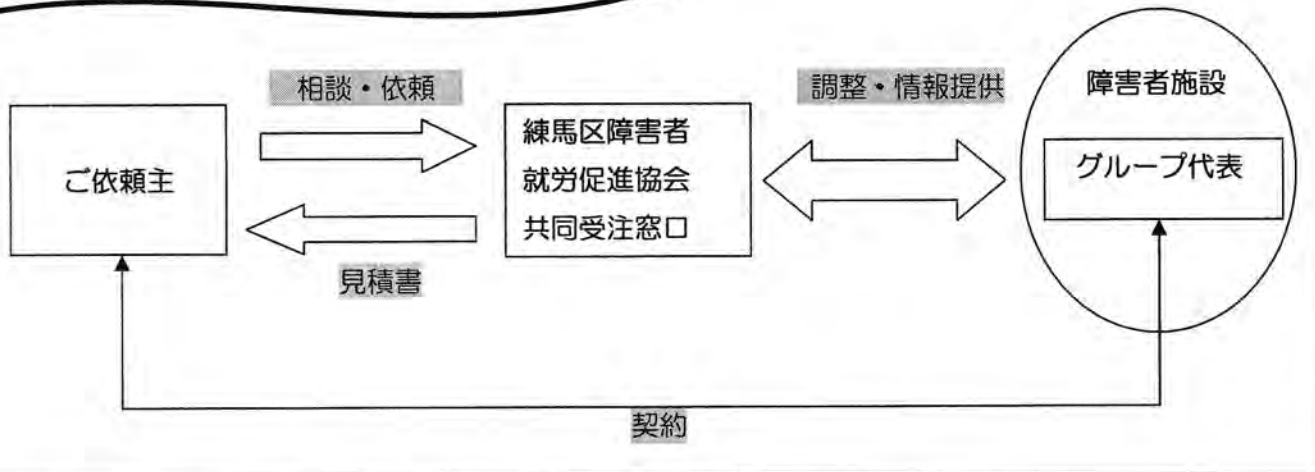 相談・依頼
調整・情報提供
障害者施設
ご依頼主
練馬区障害者
就労促進協会
共同受注窓口
グループ代表
見積書
契約